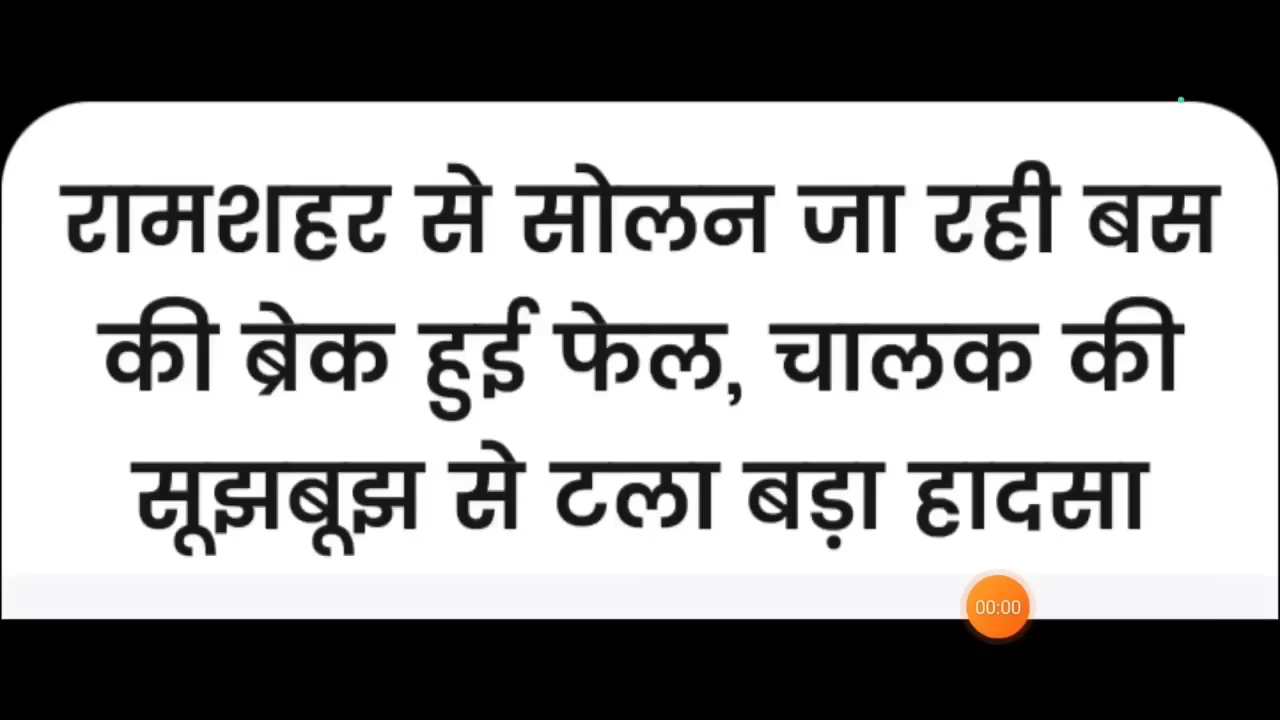 रामशहर से सोलन जा रही बस
की ब्रेक हुई फेल, चालक की
सूझबूझ से टला बड़ा हादसा
00:00